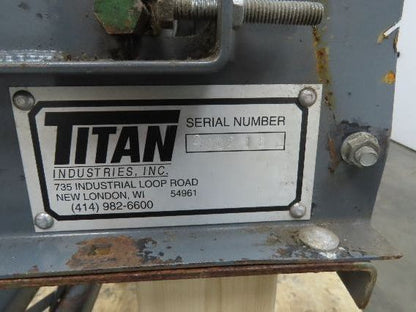 TITAN
INDUSTRIES, INC.
SERIAL NUMBER
735 INDUSTRIAL LOOP ROAD
NEW LONDON, WI 54961
(414) 982-6600